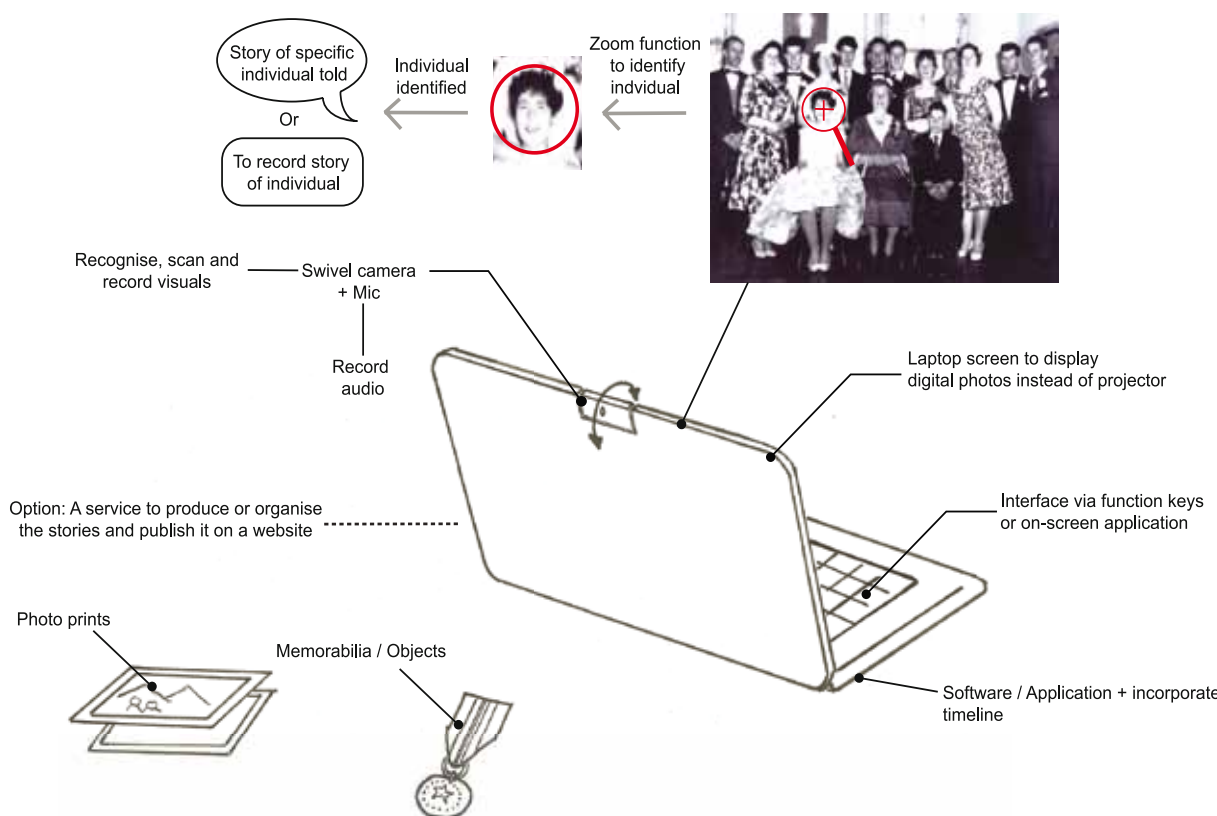 Story of specific
individual told
Or
To record story
of individual
Individual
identified
Zoom function
to identify
indvidual
Recognise, scan and
record visuals
Swivel camera
+ Mic
Record
audio
Laptop screen to display
digital photos instead of projector
Option: A service to produce or organise
the stories and publish it on a website
Interface via function keys
or on-screen application
Photo prints
Memorabilia / Objects
Software / Application + incorporate
timeline